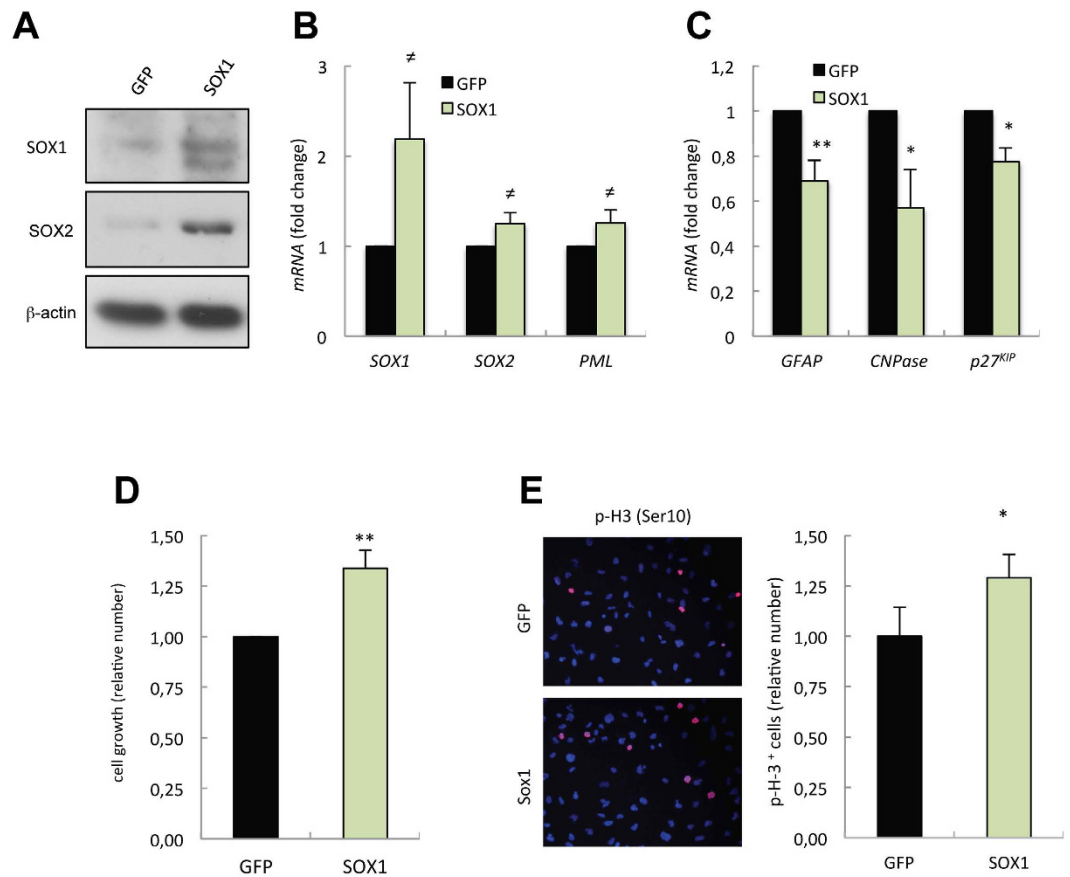 A
GFP
SOX1
SOX1
SOX2
β-actin
B
mRNA (fold change)
3
2
1
0
GFP
SOX1
≠
≠
≠
SOX1
SOX2
PML
C
mRNA (fold change)
1,2
1
0,8
0,6
0,4
0,2
0
GFP
SOX1
**
*
*
GFAP
CNPase
p27ᴷᴵᴾ
D
cell growth (relative number)
1,50
1,25
1,00
0,75
0,50
0,25
0,00
**
GFP
SOX1
E
p-H3 (Ser10)
GFP
Sox1
p-H-3 ⁺ cells (relative number)
1,50
1,25
1,00
0,75
0,50
0,25
0,00
*
GFP
SOX1